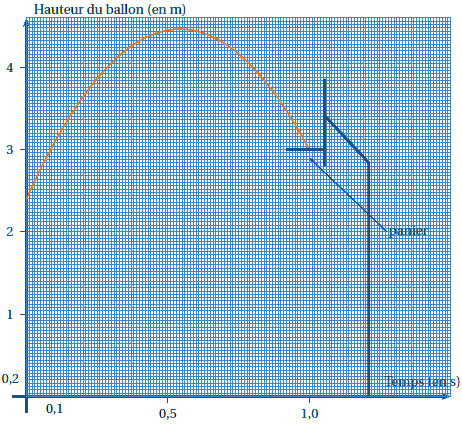 Hauteur du ballon (en m)
4
3
2
panier
1
0,2
Temps (en s)
0,1
0,5
1,0